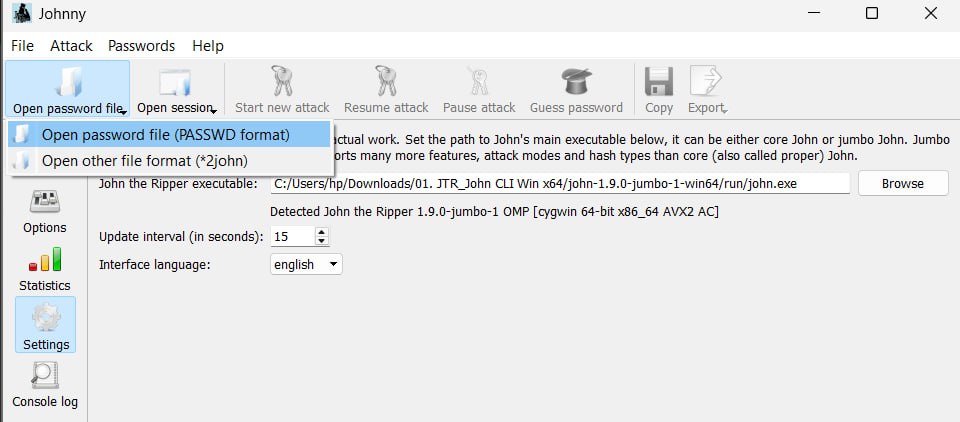 Johnny
File Attack Passwords Help
Open password file Open session Start new attack Resume attack Pause attack Guess password Copy Export
Open password file (PASSWD format)
Open other file format (*2john)
actual work. Set the path to John's main executable below, it can be either core John or jumbo John. Jumbo
many more features, attack modes and hash types than core (also called proper) John.
John the Ripper executable: C:/Users/hp/Downloads/01. JTR_John CLI Win x64/john-1.9.0-jumbo-1-win64/run/john.exe Browse
Detected John the Ripper 1.9.0-jumbo-1 OMP [cygwin 64-bit x86_64 AVX2 AC]
Options
Update interval (in seconds): 15
Interface language: english
Statistics
Settings
Console log